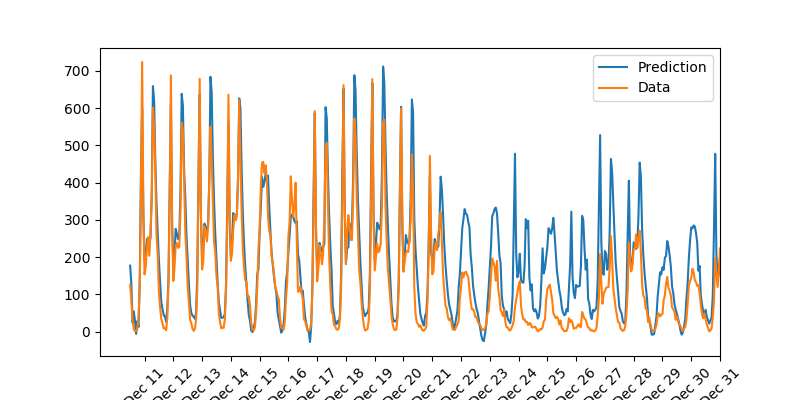 Prediction
Data
700
600
500
400
300
200
100
0
Dec 11
Dec 12
Dec 13
Dec 14
Dec 15
Dec 16
Dec 17
Dec 18
Dec 19
Dec 20
Dec 21
Dec 22
Dec 23
Dec 24
Dec 25
Dec 26
Dec 27
Dec 28
Dec 29
Dec 30
Dec 31